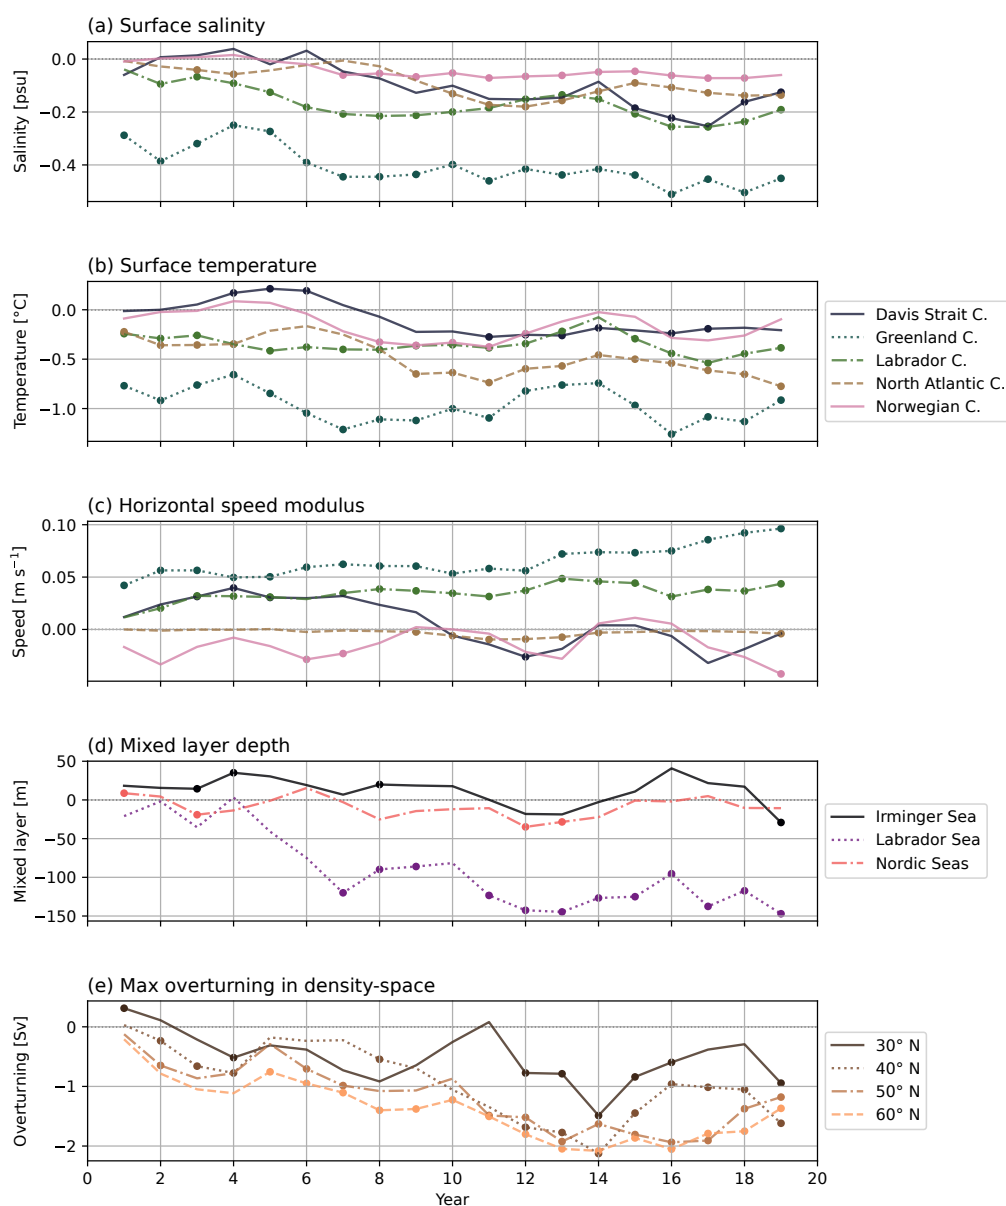 (a) Surface salinity
0.0
−0.2
−0.4
Salinity [psu]
(b) Surface temperature
0.0
−0.5
−1.0
Temperature [°C]
Davis Strait C.
Greenland C.
Labrador C.
North Atlantic C.
Norwegian C.
(c) Horizontal speed modulus
0.10
0.05
0.00
Speed [m s⁻¹]
(d) Mixed layer depth
50
0
−50
−100
−150
Mixed layer [m]
Irminger Sea
Labrador Sea
Nordic Seas
(e) Max overturning in density-space
0
−1
−2
Overturning [Sv]
30° N
40° N
50° N
60° N
0 2 4 6 8 10 12 14 16 18 20
Year